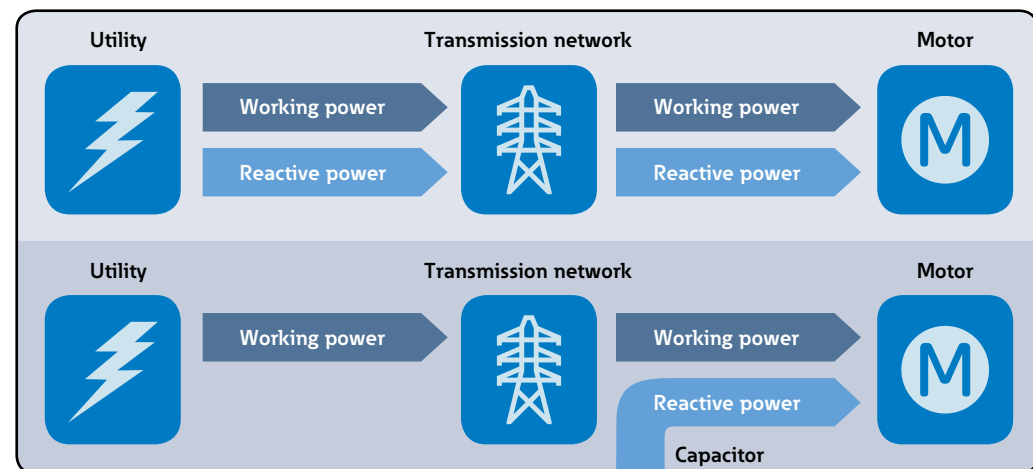 Utility Transmission network Motor
Working power Working power
Reactive power Reactive power
M
Utility Transmission network Motor
Working power Working power
M
Reactive power
Capacitor